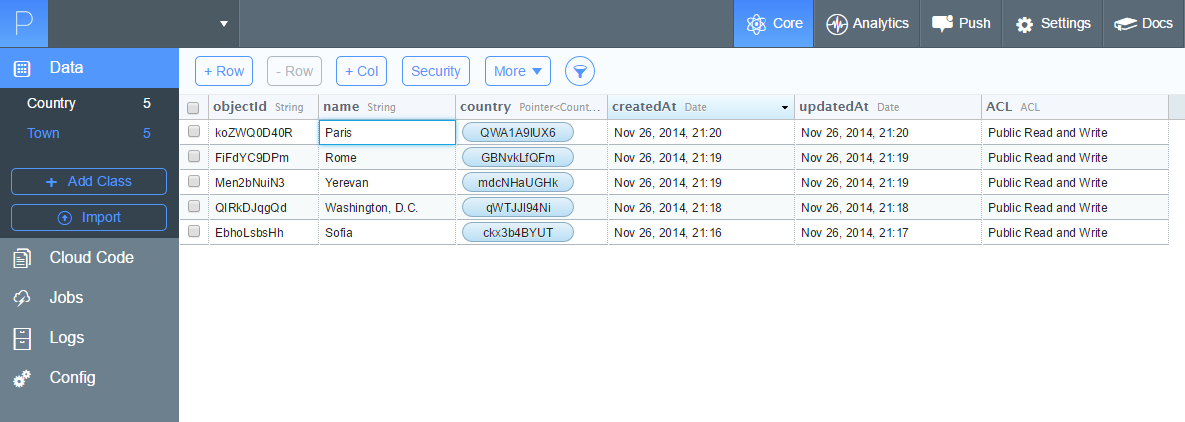 P
Core Analytics Push Settings Docs
Data
+ Row - Row + Col Security More
Country 5
Town 5
+ Add Class
Import
Cloud Code
Jobs
Logs
Config
objectId String name String country Pointer<Count... createdAt Date updatedAt Date ACL ACL
koZWQ0D40R Paris QWA1A9IUX6 Nov 26, 2014, 21:20 Nov 26, 2014, 21:20 Public Read and Write
FiFdYC9DPm Rome GBNvkLfQFm Nov 26, 2014, 21:19 Nov 26, 2014, 21:19 Public Read and Write
Men2bNuiN3 Yerevan mdcNHaUGHk Nov 26, 2014, 21:19 Nov 26, 2014, 21:19 Public Read and Write
QIRkDJqgQd Washington, D.C. qWTJJI94Ni Nov 26, 2014, 21:18 Nov 26, 2014, 21:18 Public Read and Write
EbhoLsbsHh Sofia ckx3b4BYUT Nov 26, 2014, 21:16 Nov 26, 2014, 21:17 Public Read and Write